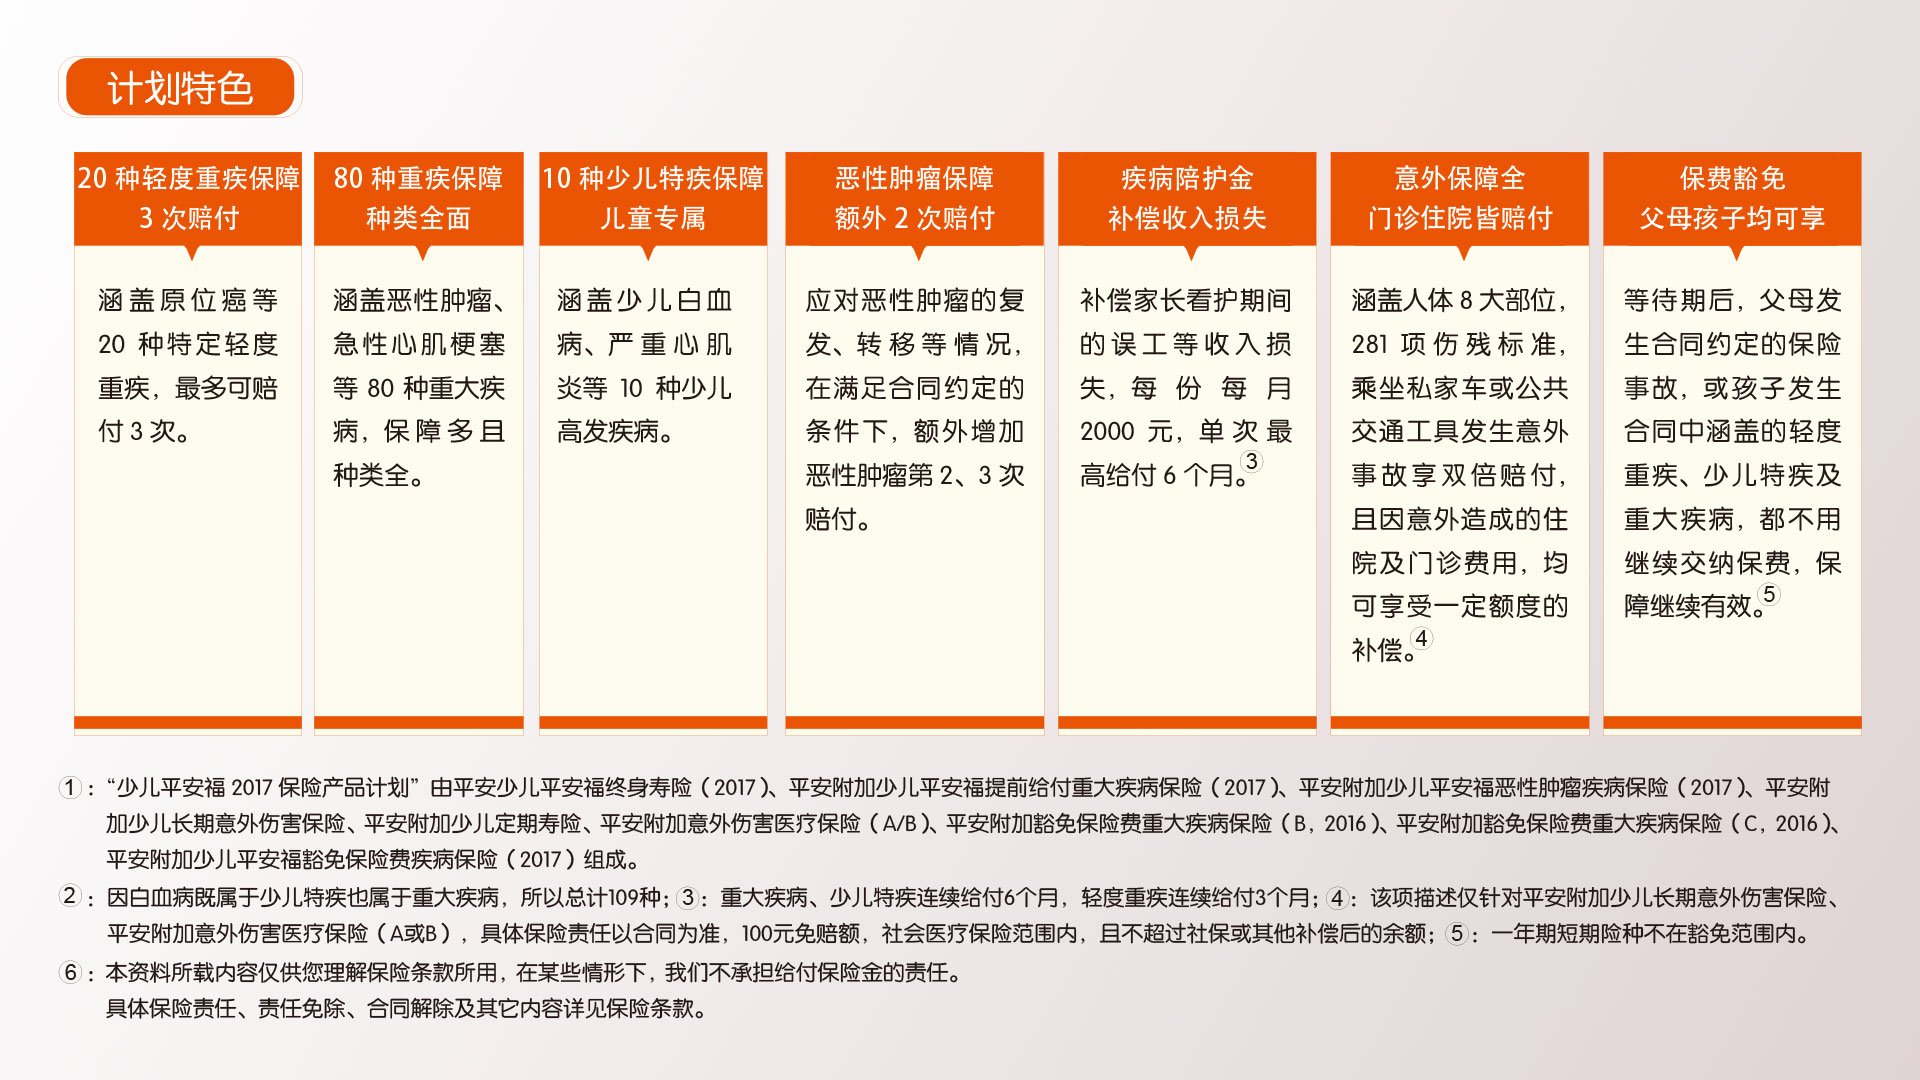 计划特色
20 种轻度重疾保障
3 次赔付
涵盖原位癌等
20 种特定轻度
重疾，最多可赔
付 3 次。
80 种重疾保障
种类全面
涵盖恶性肿瘤、
急性心肌梗塞
等 80 种重大疾
病，保障多且
种类全。
10 种少儿特疾保障
儿童专属
涵盖少儿白血
病、严重心肌
炎等 10 种少儿
高发疾病。
恶性肿瘤保障
额外 2 次赔付
应对恶性肿瘤的复
发、转移等情况，
在满足合同约定的
条件下，额外增加
恶性肿瘤第 2、3 次
赔付。
疾病陪护金
补偿收入损失
补偿家长看护期间
的误工等收入损
失，每份每月
2000 元，单次最
高给付 6 个月。③
意外保障全
门诊住院皆赔付
涵盖人体 8 大部位，
281 项伤残标准，
乘坐私家车或公共
交通工具发生意外
事故享双倍赔付，
且因意外造成的住
院及门诊费用，均
可享受一定额度的
补偿。④
保费豁免
父母孩子均可享
等待期后，父母发
生合同约定的保险
事故，或孩子发生
合同中涵盖的轻度
重疾、少儿特疾及
重大疾病，都不用
继续交纳保费，保
障继续有效。⑤
①：“少儿平安福 2017 保险产品计划”由平安少儿平安福终身寿险（2017）、平安附加少儿平安福提前给付重大疾病保险（2017）、平安附加少儿平安福恶性肿瘤疾病保险（2017）、平安附
加少儿长期意外伤害保险、平安附加少儿定期寿险、平安附加意外伤害医疗保险（A/B）、平安附加豁免保险费重大疾病保险（B，2016）、平安附加豁免保险费重大疾病保险（C，2016）、
平安附加少儿平安福豁免保险费疾病保险（2017）组成。
②：因白血病既属于少儿特疾也属于重大疾病，所以总计109种；③：重大疾病、少儿特疾连续给付6个月，轻度重疾连续给付3个月；④：该项描述仅针对平安附加少儿长期意外伤害保险、
平安附加意外伤害医疗保险（A或B），具体保险责任以合同为准，100元免赔额，社会医疗保险范围内，且不超过社保或其他补偿后的余额；⑤：一年期短期险种不在豁免范围内。
⑥：本资料所载内容仅供您理解保险条款所用，在某些情形下，我们不承担给付保险金的责任。
具体保险责任、责任免除、合同解除及其它内容详见保险条款。